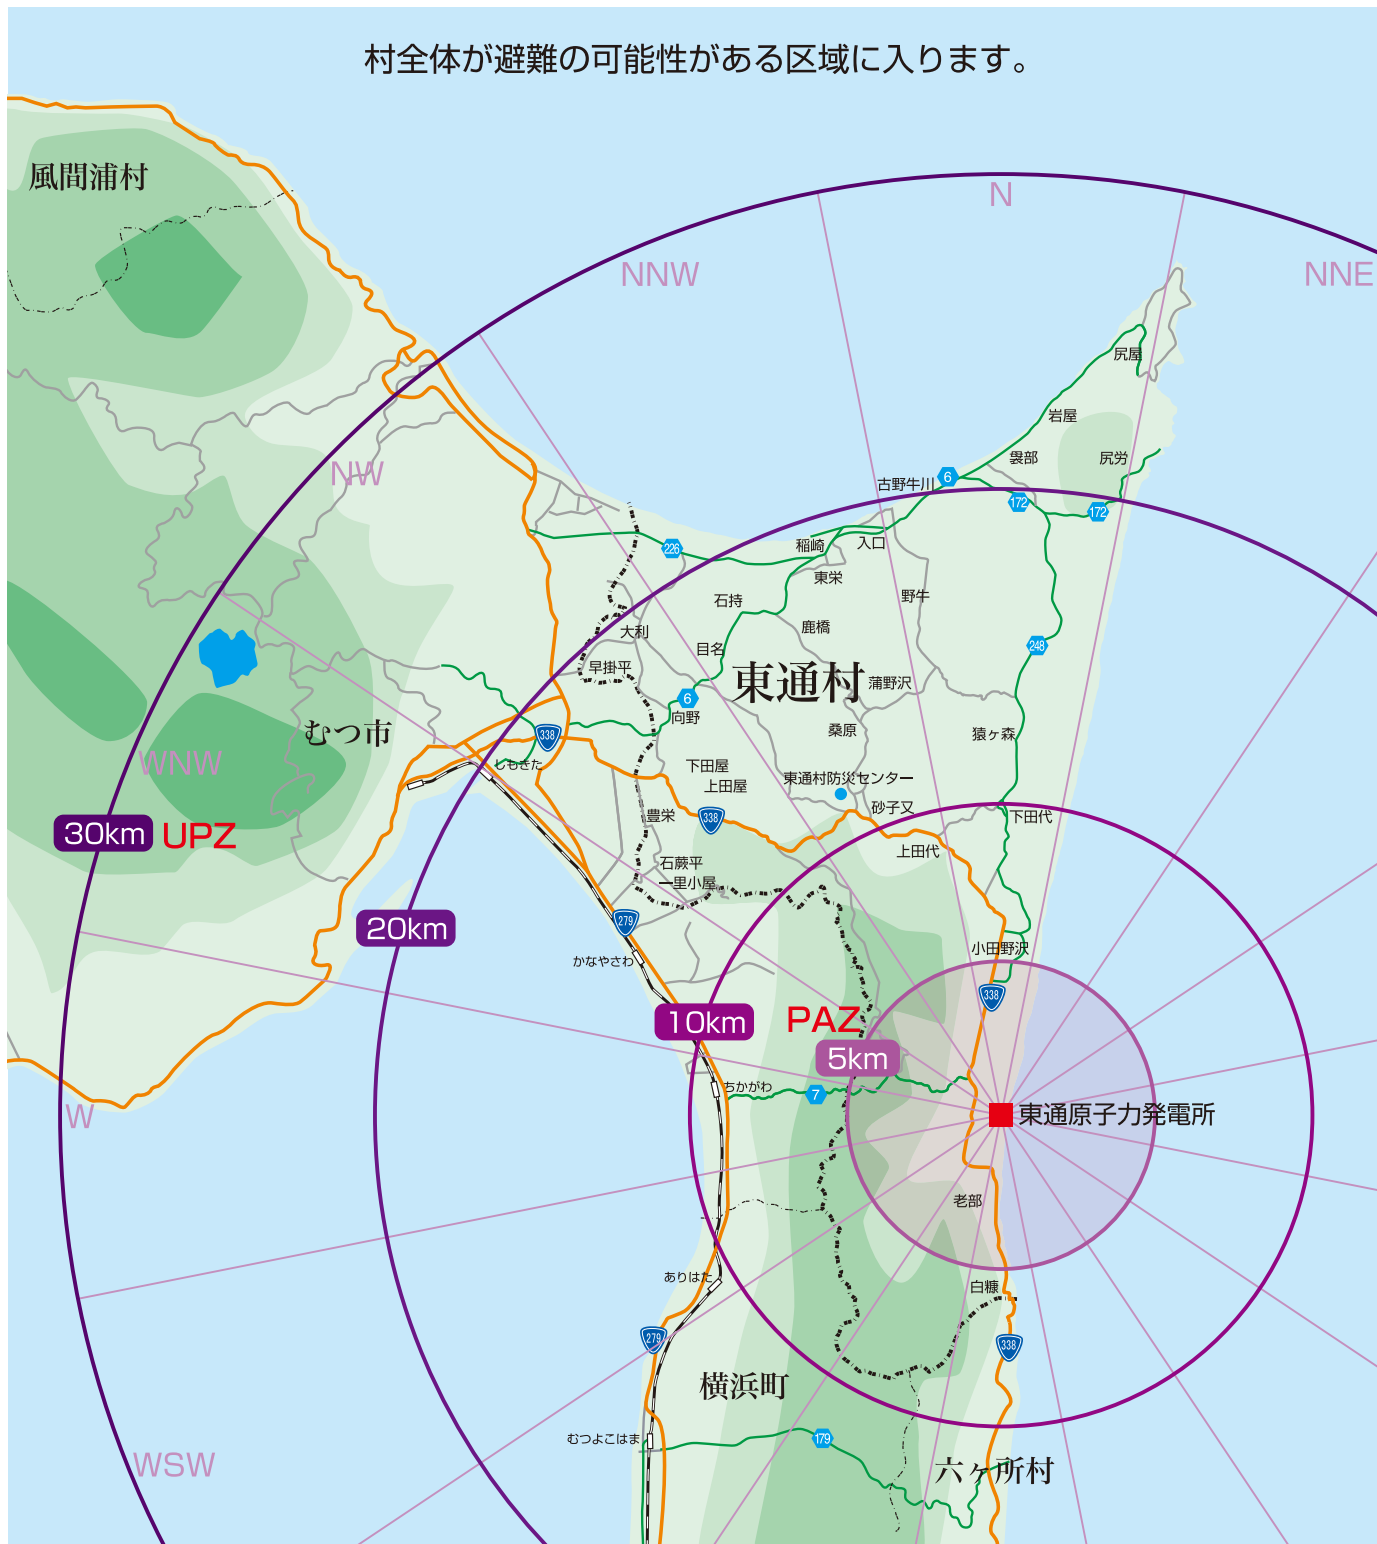 村全体が避難の可能性がある区域に入ります。
風間浦村
N
NNW
NNE
尻屋
岩屋
袰部
尻労
NW
古野牛川
6
172
172
226
稲崎
入口
東栄
石持
野牛
鹿橋
大利
目名
248
早掛平
東通村
蒲野沢
6
向野
桑原
猿ヶ森
むつ市
338
WNW
しもきた
下田屋
上田屋
東通村防災センター
砂子又
豊栄
338
下田代
30km
UPZ
上田代
石蕨平
一里小屋
20km
279
かなやさわ
小田野沢
338
10km
PAZ
5km
ちかがわ
7
W
東通原子力発電所
老部
ありはた
白糠
279
338
横浜町
むつよこはま
179
WSW
六ヶ所村